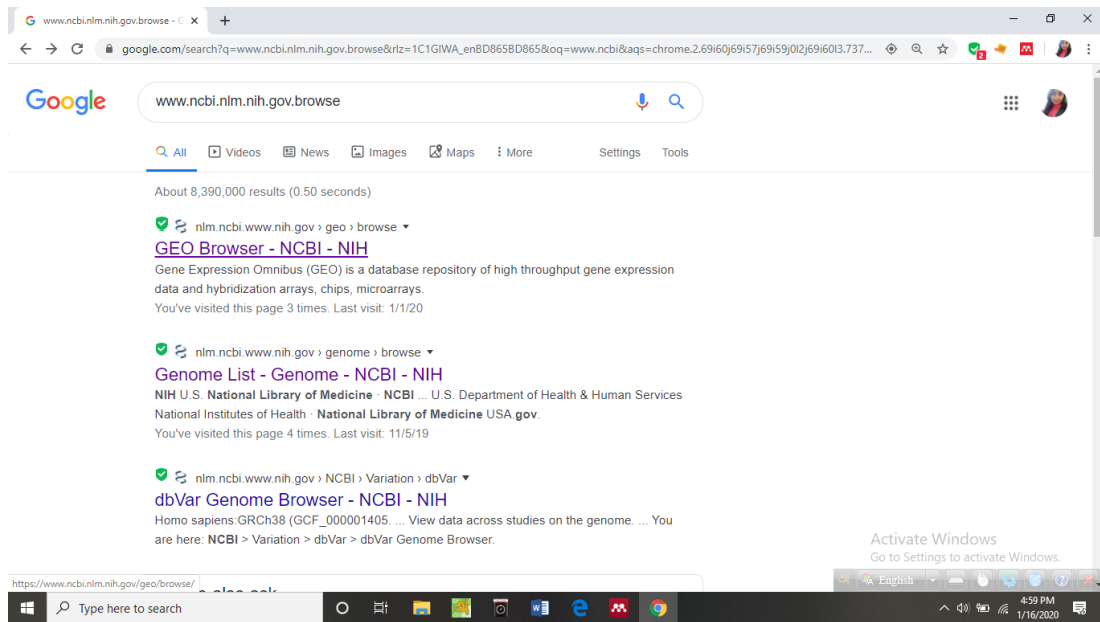 www.ncbi.nlm.nih.gov.browse - G
google.com/search?q=www.ncbi.nlm.nih.gov.browse&rlz=1C1GIWA_enBD865BD865&oq=www.ncbi&aqs=chrome.2.69i60j69i57j69i59j0l2j69i60l3.737...
2
Google
www.ncbi.nlm.nih.gov.browse
All Videos News Images Maps More Settings Tools
About 8,390,000 results (0.50 seconds)
nlm.ncbi.www.nih.gov › geo › browse
GEO Browser - NCBI - NIH
Gene Expression Omnibus (GEO) is a database repository of high throughput gene expression
data and hybridization arrays, chips, microarrays.
You've visited this page 3 times. Last visit: 1/1/20
nlm.ncbi.www.nih.gov › genome › browse
Genome List - Genome - NCBI - NIH
NIH U.S. National Library of Medicine · NCBI ... U.S. Department of Health & Human Services
National Institutes of Health · National Library of Medicine USA.gov.
You've visited this page 4 times. Last visit: 11/5/19
nlm.ncbi.www.nih.gov › NCBI › Variation › dbVar
dbVar Genome Browser - NCBI - NIH
Homo sapiens:GRCh38 (GCF_000001405. ... View data across studies on the genome. ... You
are here: NCBI > Variation > dbVar > dbVar Genome Browser.
Activate Windows
Go to Settings to activate Windows.
https://www.ncbi.nlm.nih.gov/geo/browse/
English
Type here to search
4:59 PM
1/16/2020